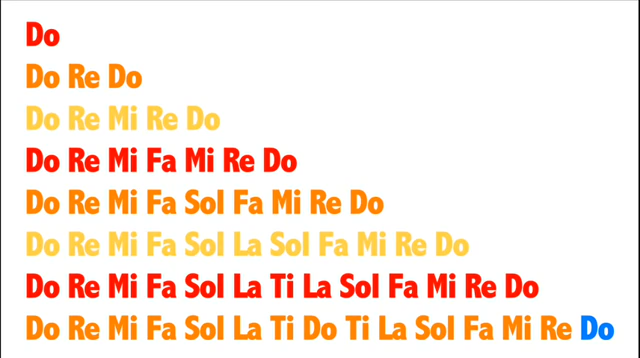 Do
Do Re Do
Do Re Mi Re Do
Do Re Mi Fa Mi Re Do
Do Re Mi Fa Sol Fa Mi Re Do
Do Re Mi Fa Sol La Sol Fa Mi Re Do
Do Re Mi Fa Sol La Ti La Sol Fa Mi Re Do
Do Re Mi Fa Sol La Ti Do Ti La Sol Fa Mi Re Do